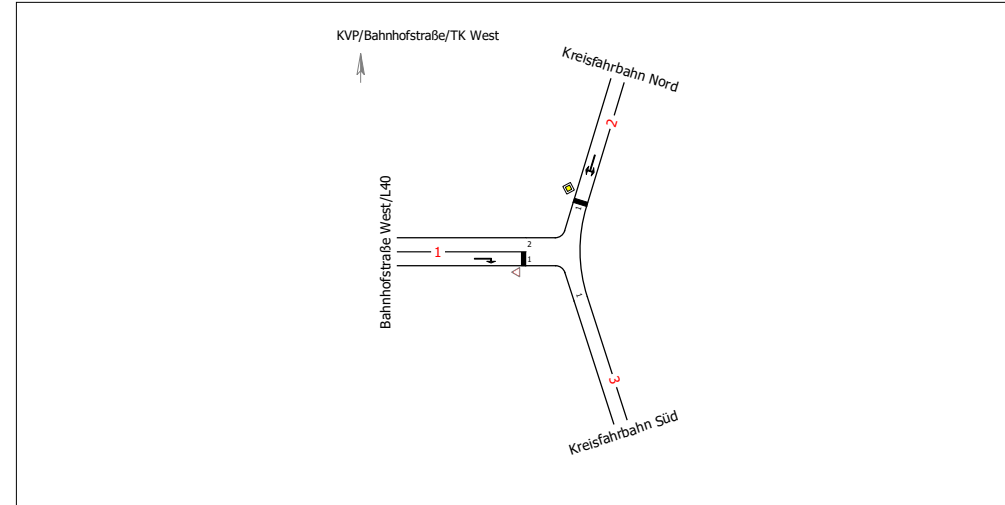 KVP/Bahnhofstraße/TK West
Kreisfahrbahn Nord
2
1
Bahnhofstraße West/L40
1
2
1
1
3
Kreisfahrbahn Süd